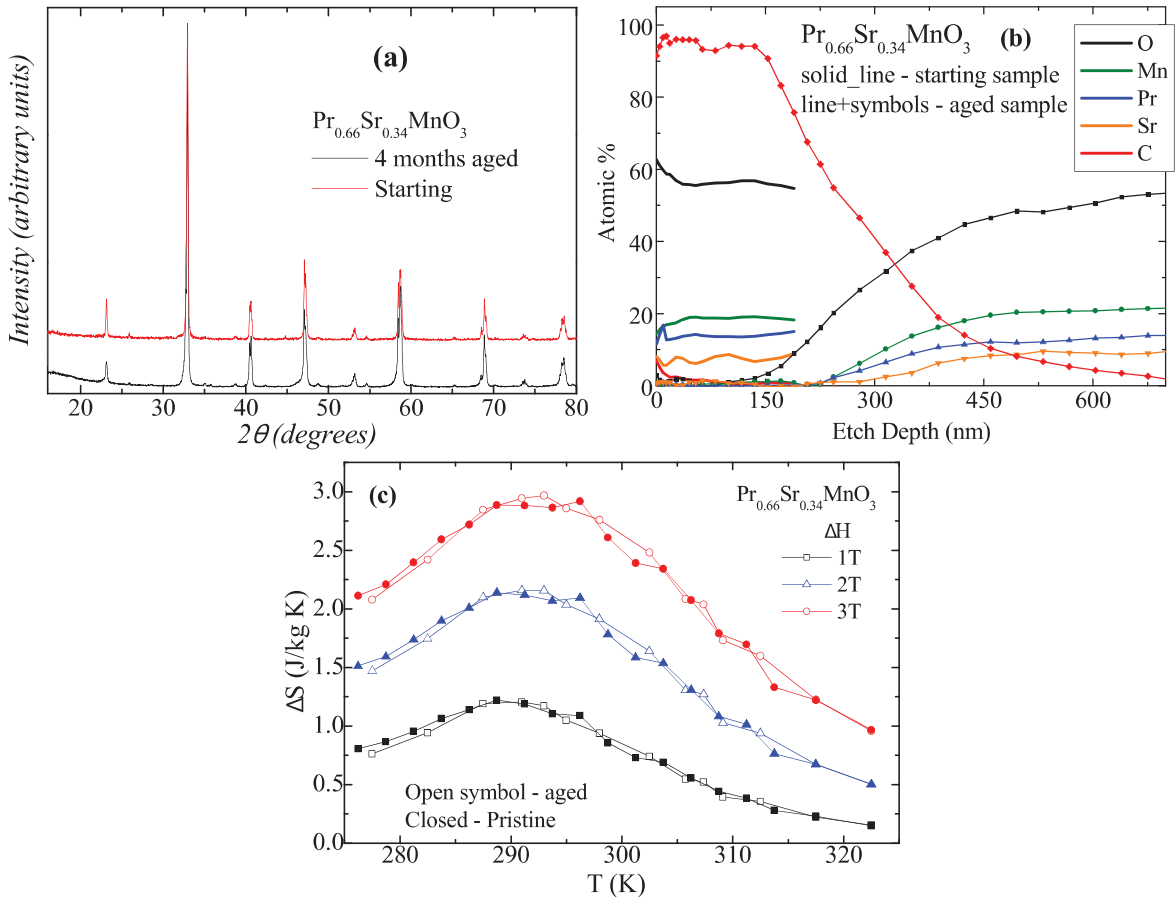 (a)
Pr0.66Sr0.34MnO3
4 months aged
Starting
Intensity (arbitrary units)
20 30 40 50 60 70 80
2θ (degrees)
Pr0.66Sr0.34MnO3 (b)
solid_line - starting sample
line+symbols - aged sample
O
Mn
Pr
Sr
C
100
80
60
40
20
0
Atomic %
0 150 300 450 600
Etch Depth (nm)
(c)
Pr0.66Sr0.34MnO3
ΔH
1T
2T
3T
3.0
2.5
2.0
1.5
1.0
0.5
0.0
ΔS (J/kg K)
Open symbol - aged
Closed - Pristine
280 290 300 310 320
T (K)